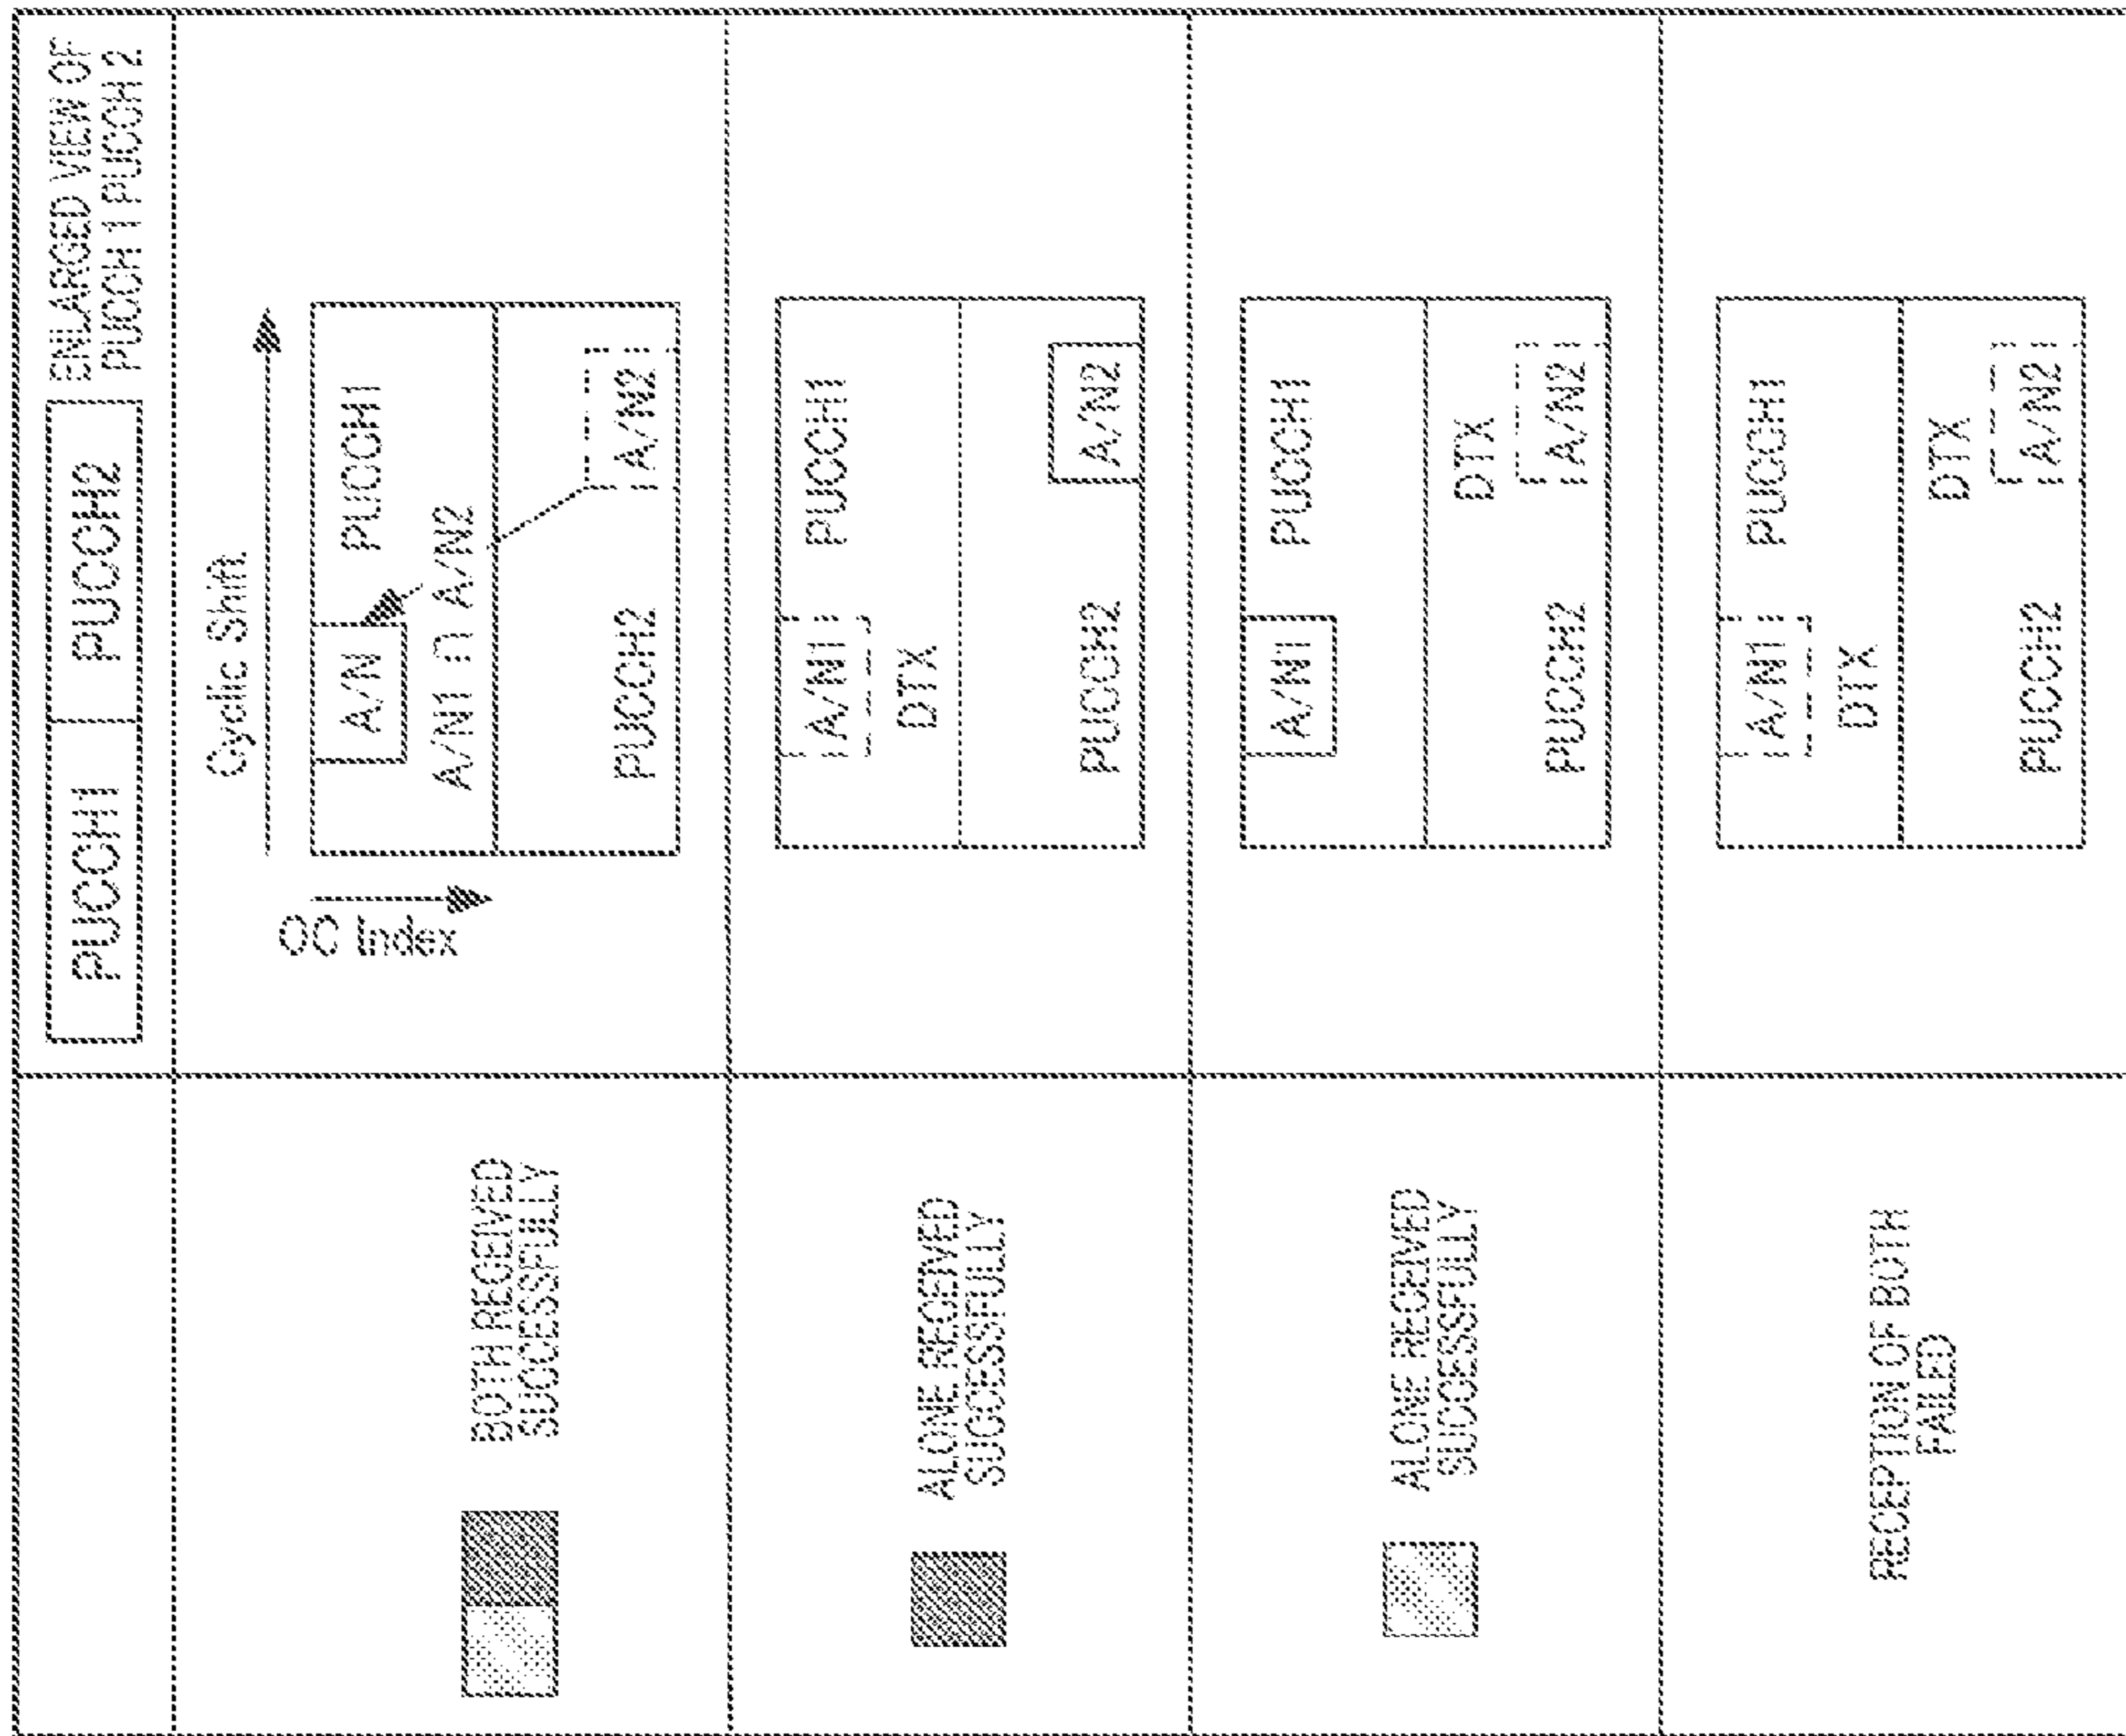 PUCCH1 PUCCH2
ENLARGED VIEW OF
PUCCH 1 PUCCH 2
BOTH RECEIVED
SUCCESSFULLY
Cyclic Shift
OC Index
A/N
PUCCH1
A/N1 ∩ A/N2
PUCCH2
A/N2
ALONE RECEIVED
SUCCESSFULLY
A/N1
PUCCH1
DTX
PUCCH2
A/N2
ALONE RECEIVED
SUCCESSFULLY
A/N1
PUCCH1
DTX
PUCCH2
A/N2
RECEPTION OF BOTH
FAILED
A/N1
PUCCH1
DTX
DTX
PUCCH2
A/N2